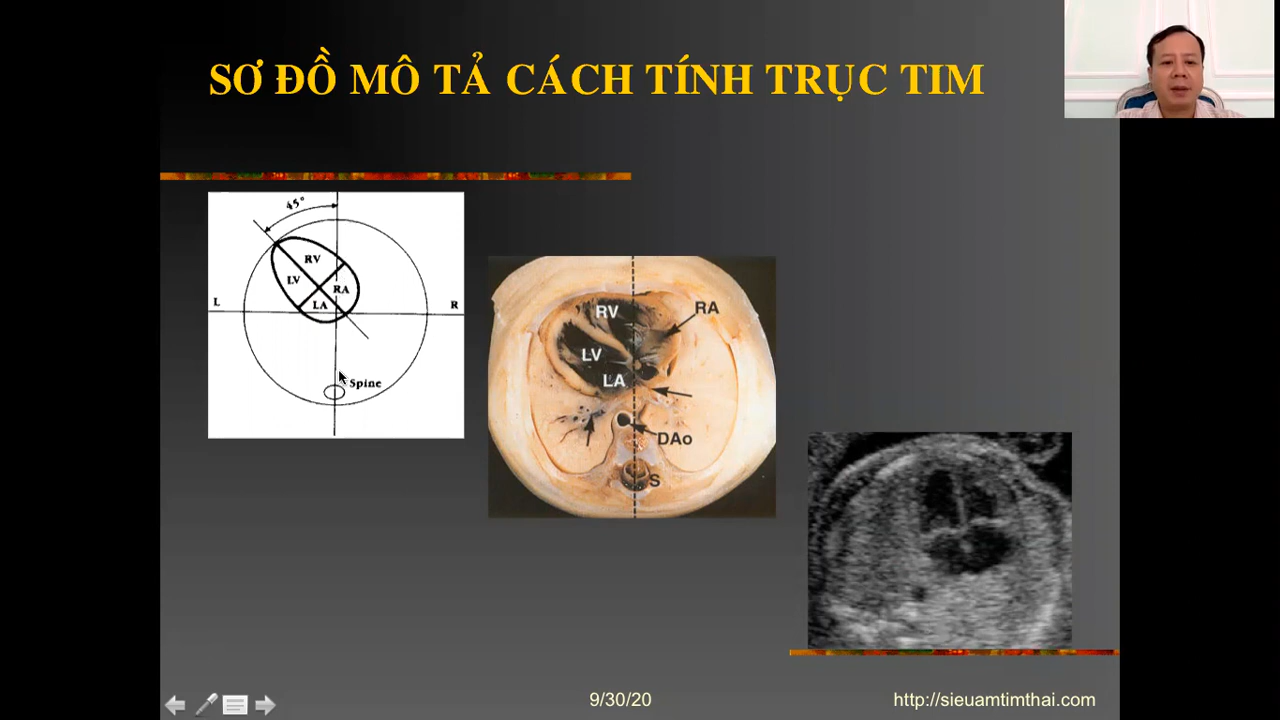 SƠ ĐỒ MÔ TẢ CÁCH TÍNH TRỤC TIM
45°
RV
LV
RA
LA
L
R
Spine
RV
RA
LV
LA
DAo
S
9/30/20
http://sieuamtimthai.com